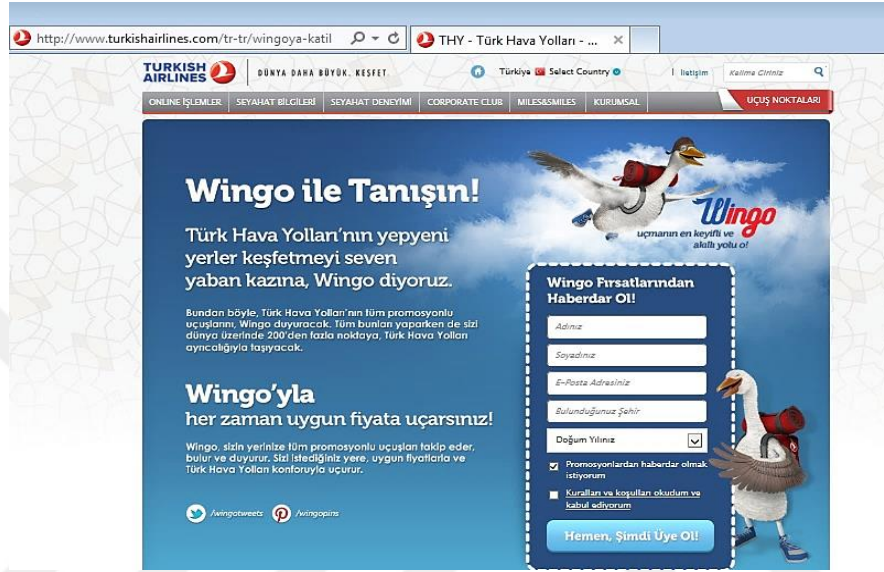 http://www.turkishairlines.com/tr-tr/wingoya-katil
THY - Türk Hava Yolları - ...
TURKISH
AIRLINES
DÜNYA DAHA BÜYÜK. KEŞFET.
Türkiye Select Country
İletişim
Kelime Giriniz
ONLINE İŞLEMLER
SEYAHAT BİLGİLERİ
SEYAHAT DENEYİMİ
CORPORATE CLUB
MILES&SMILES
KURUMSAL
UÇUŞ NOKTALARI
Wingo ile Tanışın!
Türk Hava Yolları'nın yepyeni
yerler keşfetmeyi seven
yaban kazına, Wingo diyoruz.
Bundan böyle, Türk Hava Yolları'nın tüm promosyonlu
uçuşlarını, Wingo duyuracak. Tüm bunları yaparken de sizi
dünya üzerinde 200'den fazla noktaya, Türk Hava Yolları
ayrıcalığıyla taşıyacak.
Wingo'yla
her zaman uygun fiyata uçarsınız!
Wingo, sizin yerinize tüm promosyonlu uçuşları takip eder,
bulur ve duyurur. Sizi istediğiniz yere, uygun fiyatlarla ve
Türk Hava Yolları konforuyla uçurur.
/wingotweets
/wingopins
Wingo
uçmanın en keyifli ve
akıllı yolu o!
Wingo Fırsatlarından
Haberdar Ol!
Adınız
Soyadınız
E-Posta Adresiniz
Bulunduğunuz Şehir
Doğum Yılınız
Promosyonlardan haberdar olmak
istiyorum
Kuralları ve koşulları okudum ve
kabul ediyorum
Hemen, Şimdi Üye Ol!